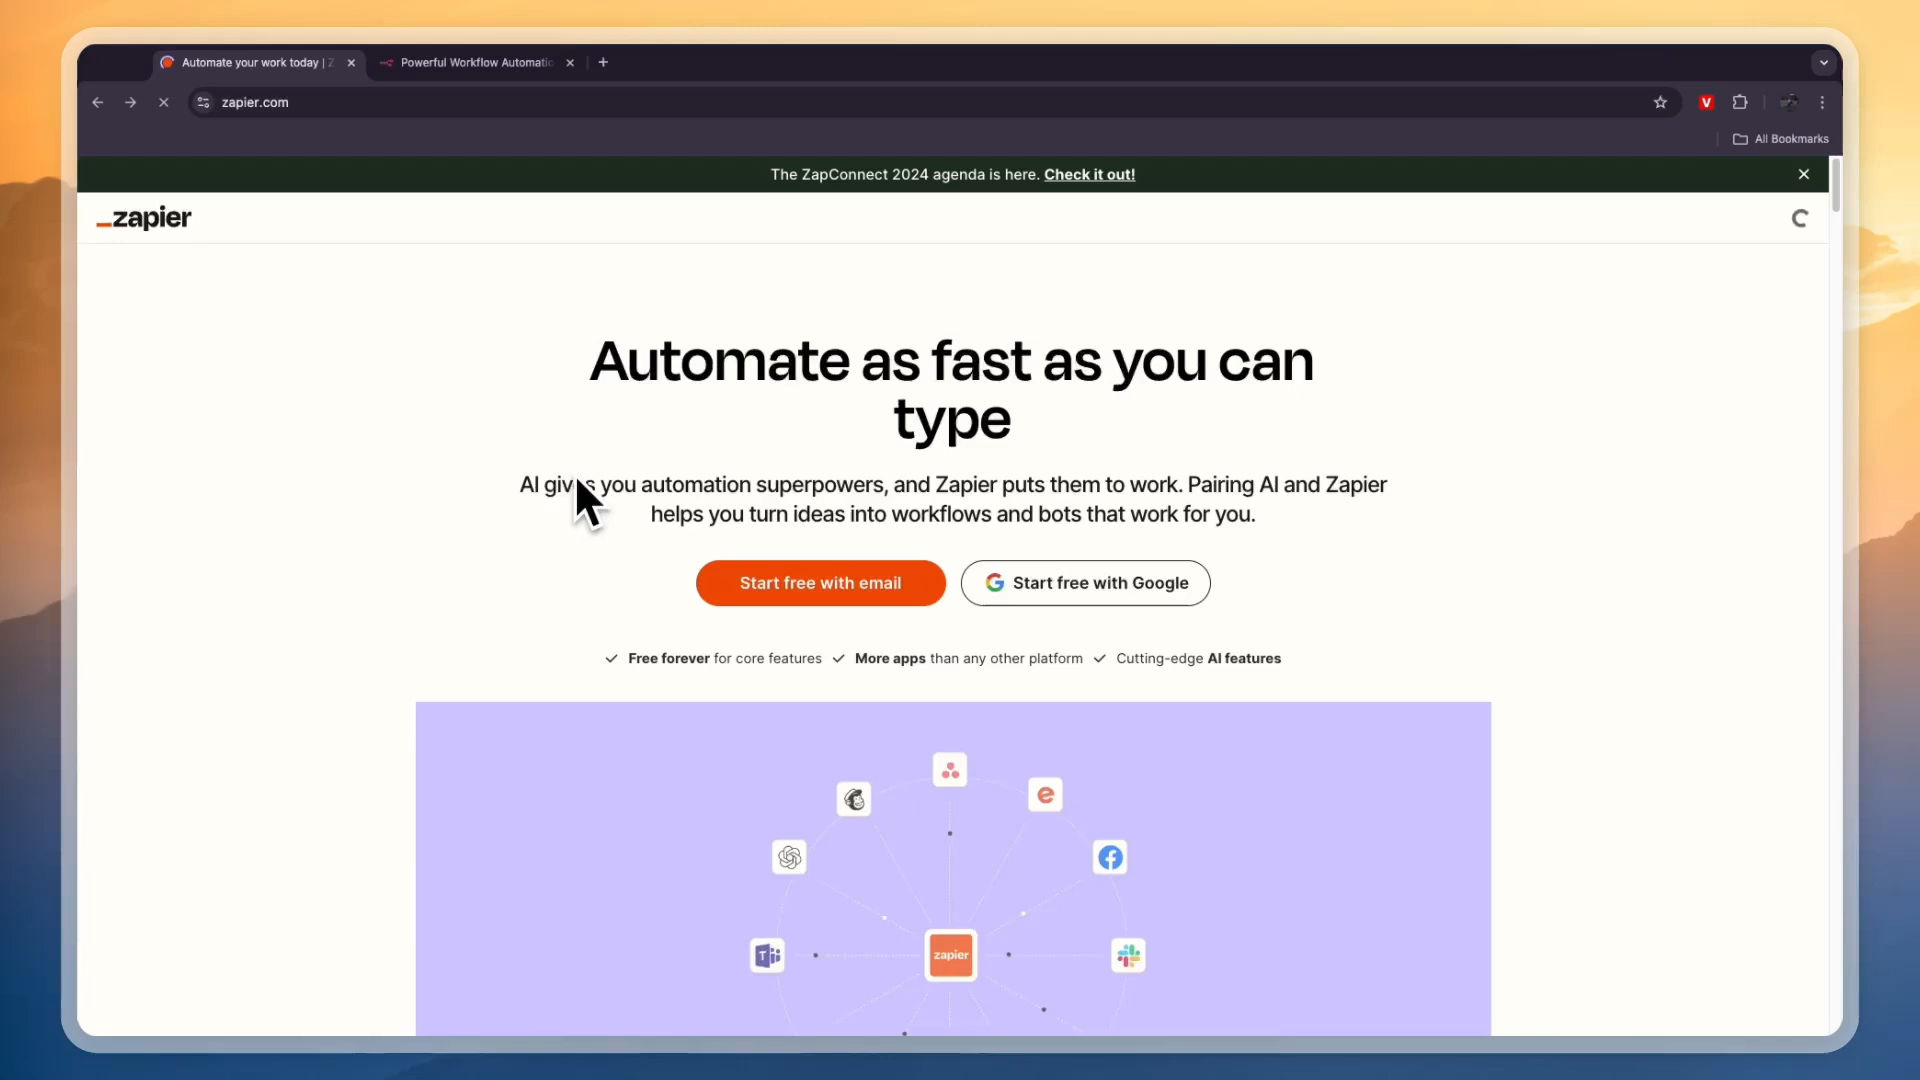 Automate your work today | Z
Powerful Workflow Automatio
zapier.com
V
All Bookmarks
The ZapConnect 2024 agenda is here. Check it out!
zapier
Automate as fast as you can
type
AI gives you automation superpowers, and Zapier puts them to work. Pairing AI and Zapier
helps you turn ideas into workflows and bots that work for you.
Start free with email
Start free with Google
Free forever for core features
More apps than any other platform
Cutting-edge AI features
zapier